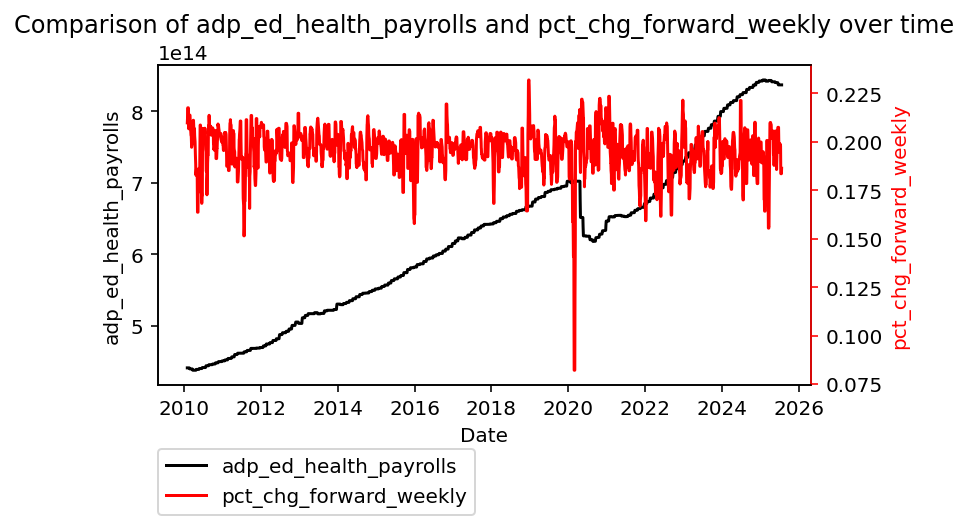 Comparison of adp_ed_health_payrolls and pct_chg_forward_weekly over time
1e14
8
7
6
5
adp_ed_health_payrolls
0.225
0.200
0.175
0.150
0.125
0.100
0.075
pct_chg_forward_weekly
2010 2012 2014 2016 2018 2020 2022 2024 2026
Date
adp_ed_health_payrolls
pct_chg_forward_weekly